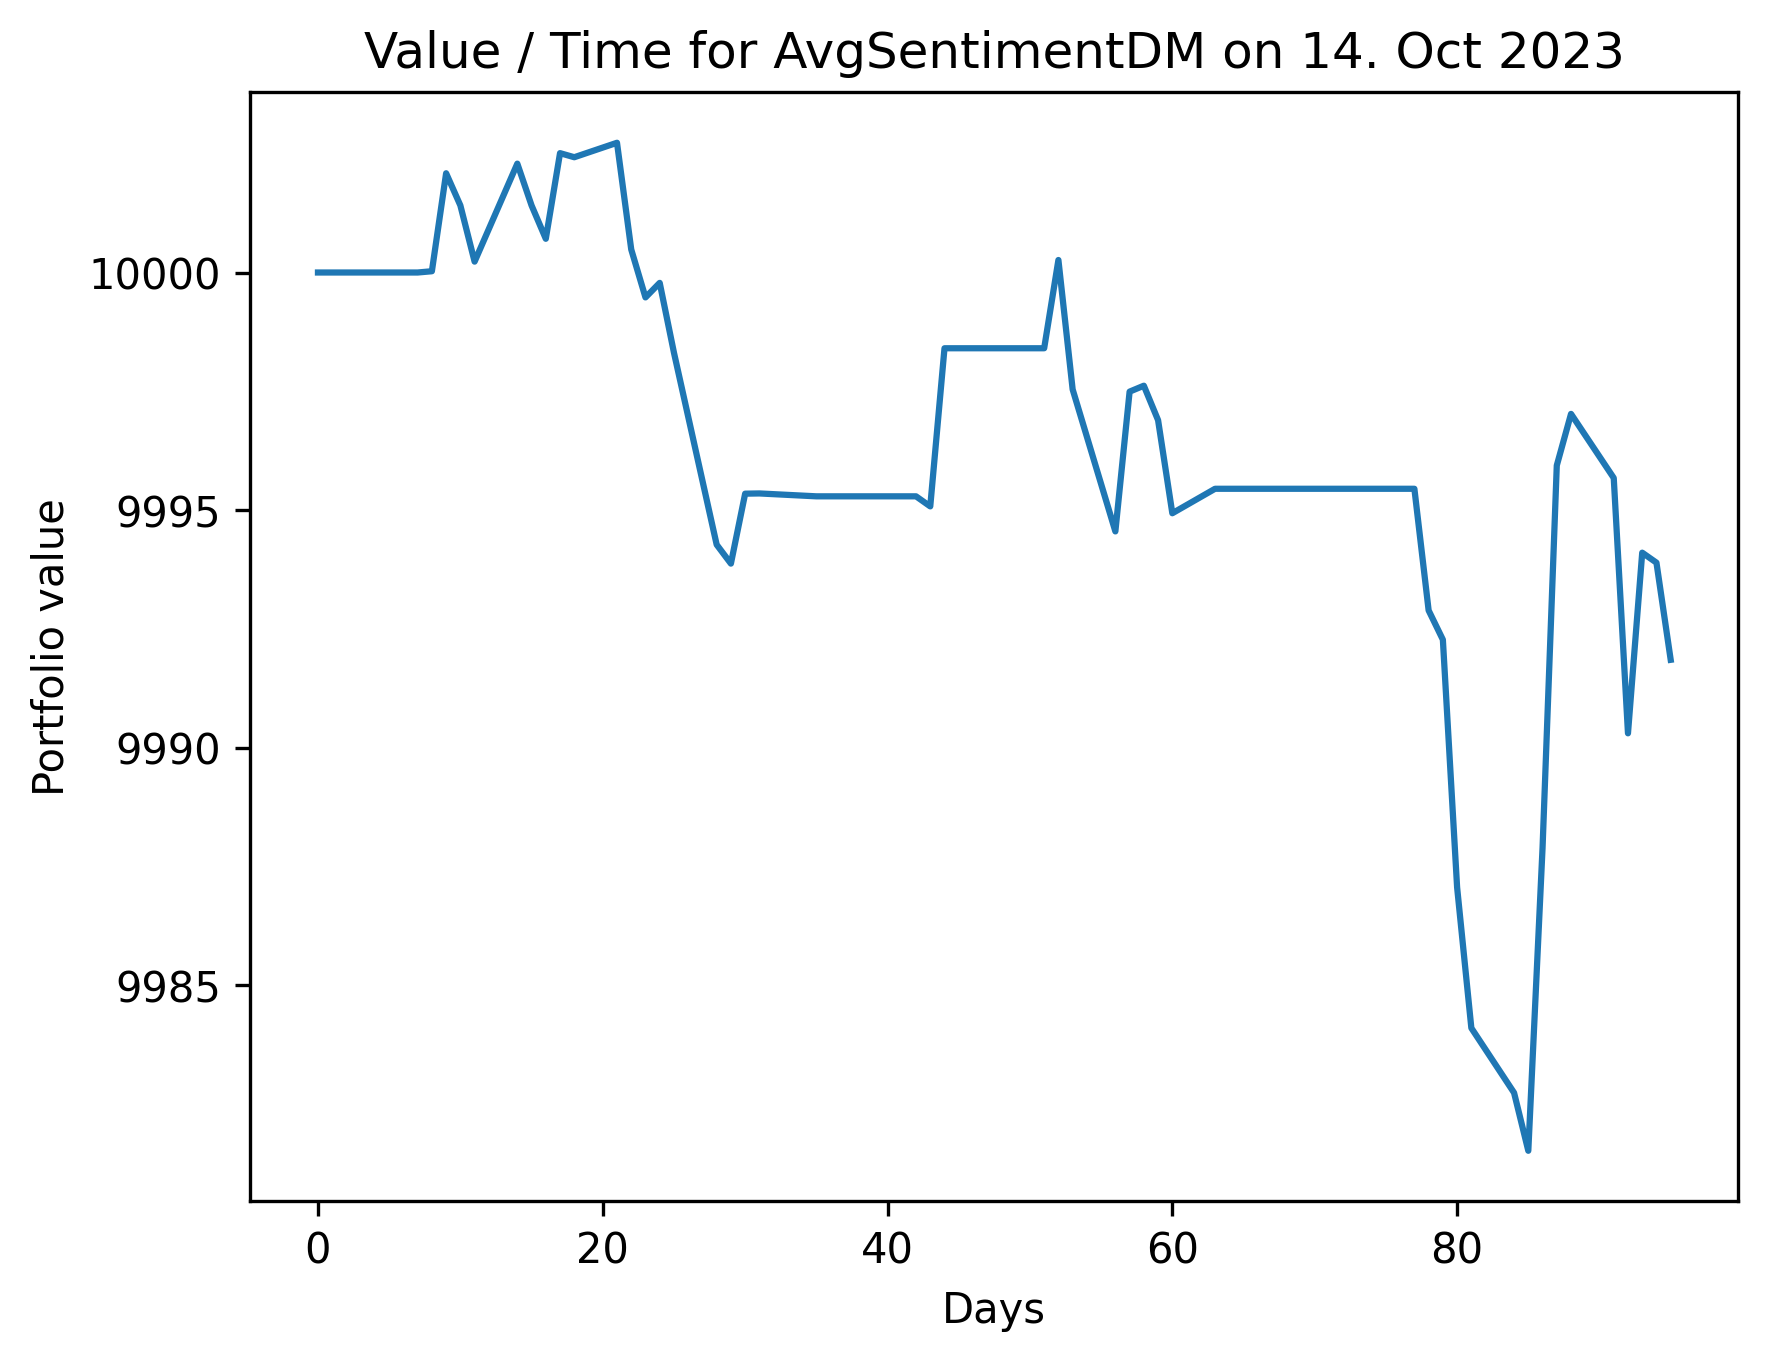 Value / Time for AvgSentimentDM on 14. Oct 2023
10000
9995
9990
9985
Portfolio value
0 20 40 60 80
Days